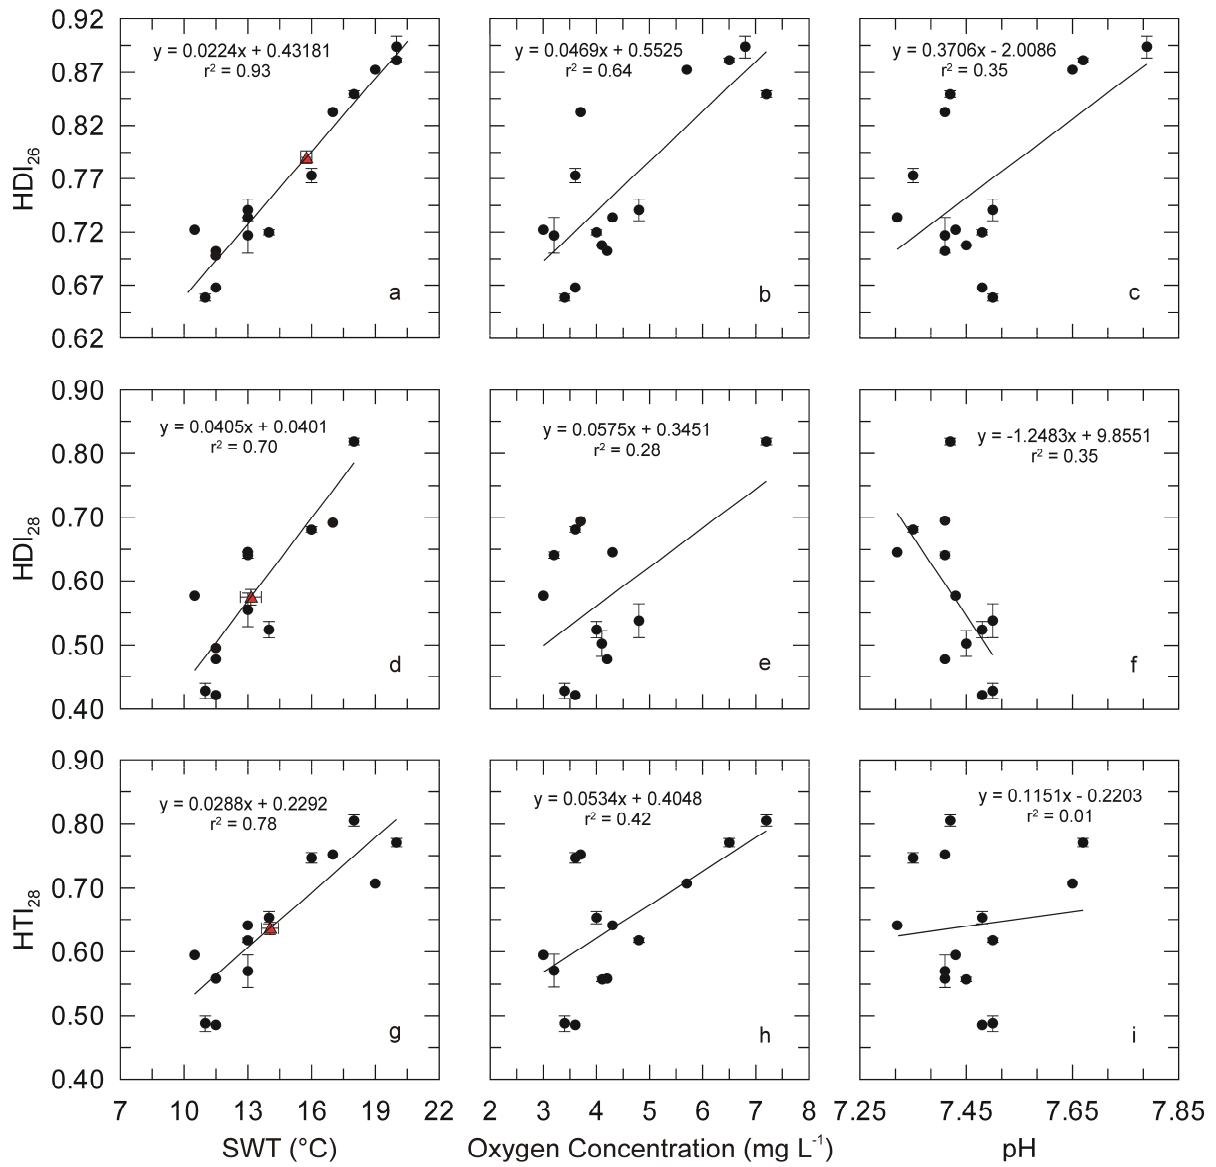 0.92
0.87
0.82
0.77
0.72
0.67
0.62
HDI26
y = 0.0224x + 0.43181
r² = 0.93
a
y = 0.0469x + 0.5525
r² = 0.64
b
y = 0.3706x - 2.0086
r² = 0.35
c
0.90
0.80
0.70
0.60
0.50
0.40
HDI28
y = 0.0405x + 0.0401
r² = 0.70
d
y = 0.0575x + 0.3451
r² = 0.28
e
y = -1.2483x + 9.8551
r² = 0.35
f
0.90
0.80
0.70
0.60
0.50
0.40
HTI28
y = 0.0288x + 0.2292
r² = 0.78
g
y = 0.0534x + 0.4048
r² = 0.42
h
y = 0.1151x - 0.2203
r² = 0.01
i
7 10 13 16 19 22
2 3 4 5 6 7 8
7.25 7.45 7.65 7.85
SWT (°C)
Oxygen Concentration (mg L⁻¹)
pH